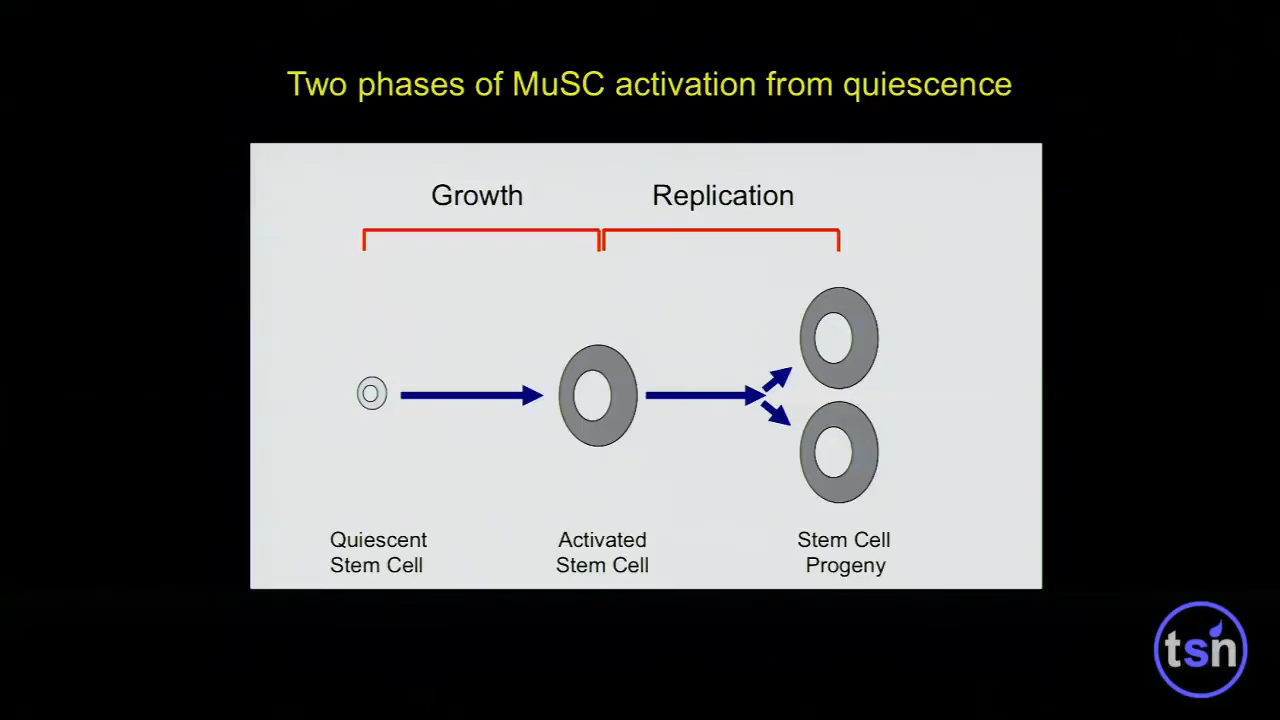 Two phases of MuSC activation from quiescence
Growth
Replication
Quiescent
Stem Cell
Activated
Stem Cell
Stem Cell
Progeny
tsn